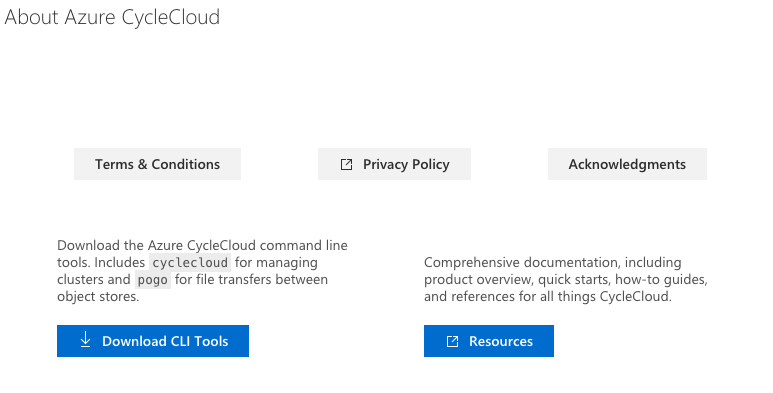 About Azure CycleCloud
Terms & Conditions
Privacy Policy
Acknowledgments
Download the Azure CycleCloud command line
tools. Includes cyclecloud for managing
clusters and pogo for file transfers between
object stores.
Download CLI Tools
Comprehensive documentation, including
product overview, quick starts, how-to guides,
and references for all things CycleCloud.
Resources